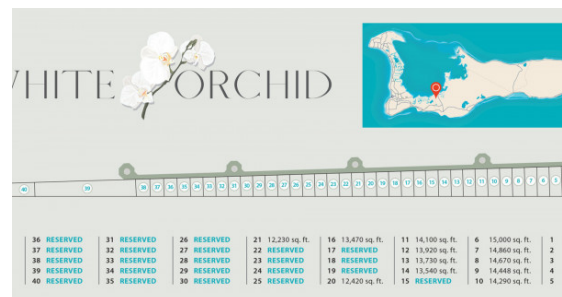 WHITE ORCHID
40 39 38 37 36 35 34 33 32 31 30 29 28 27 26 25 24 23 22 21 20 19 18 17 16 15 14 13 12 11 10 9 8 7 6 5
36 RESERVED 31 RESERVED 26 RESERVED 21 12,230 sq. ft. 16 13,470 sq. ft. 11 14,100 sq. ft. 6 15,000 sq. ft. 1
37 RESERVED 32 RESERVED 27 RESERVED 22 RESERVED 17 RESERVED 12 13,920 sq. ft. 7 14,860 sq. ft. 2
38 RESERVED 33 RESERVED 28 RESERVED 23 RESERVED 18 RESERVED 13 13,730 sq. ft. 8 14,670 sq. ft. 3
39 RESERVED 34 RESERVED 29 RESERVED 24 RESERVED 19 RESERVED 14 13,540 sq. ft. 9 14,448 sq. ft. 4
40 RESERVED 35 RESERVED 30 RESERVED 25 RESERVED 20 12,420 sq. ft. 15 RESERVED 10 14,290 sq. ft. 5